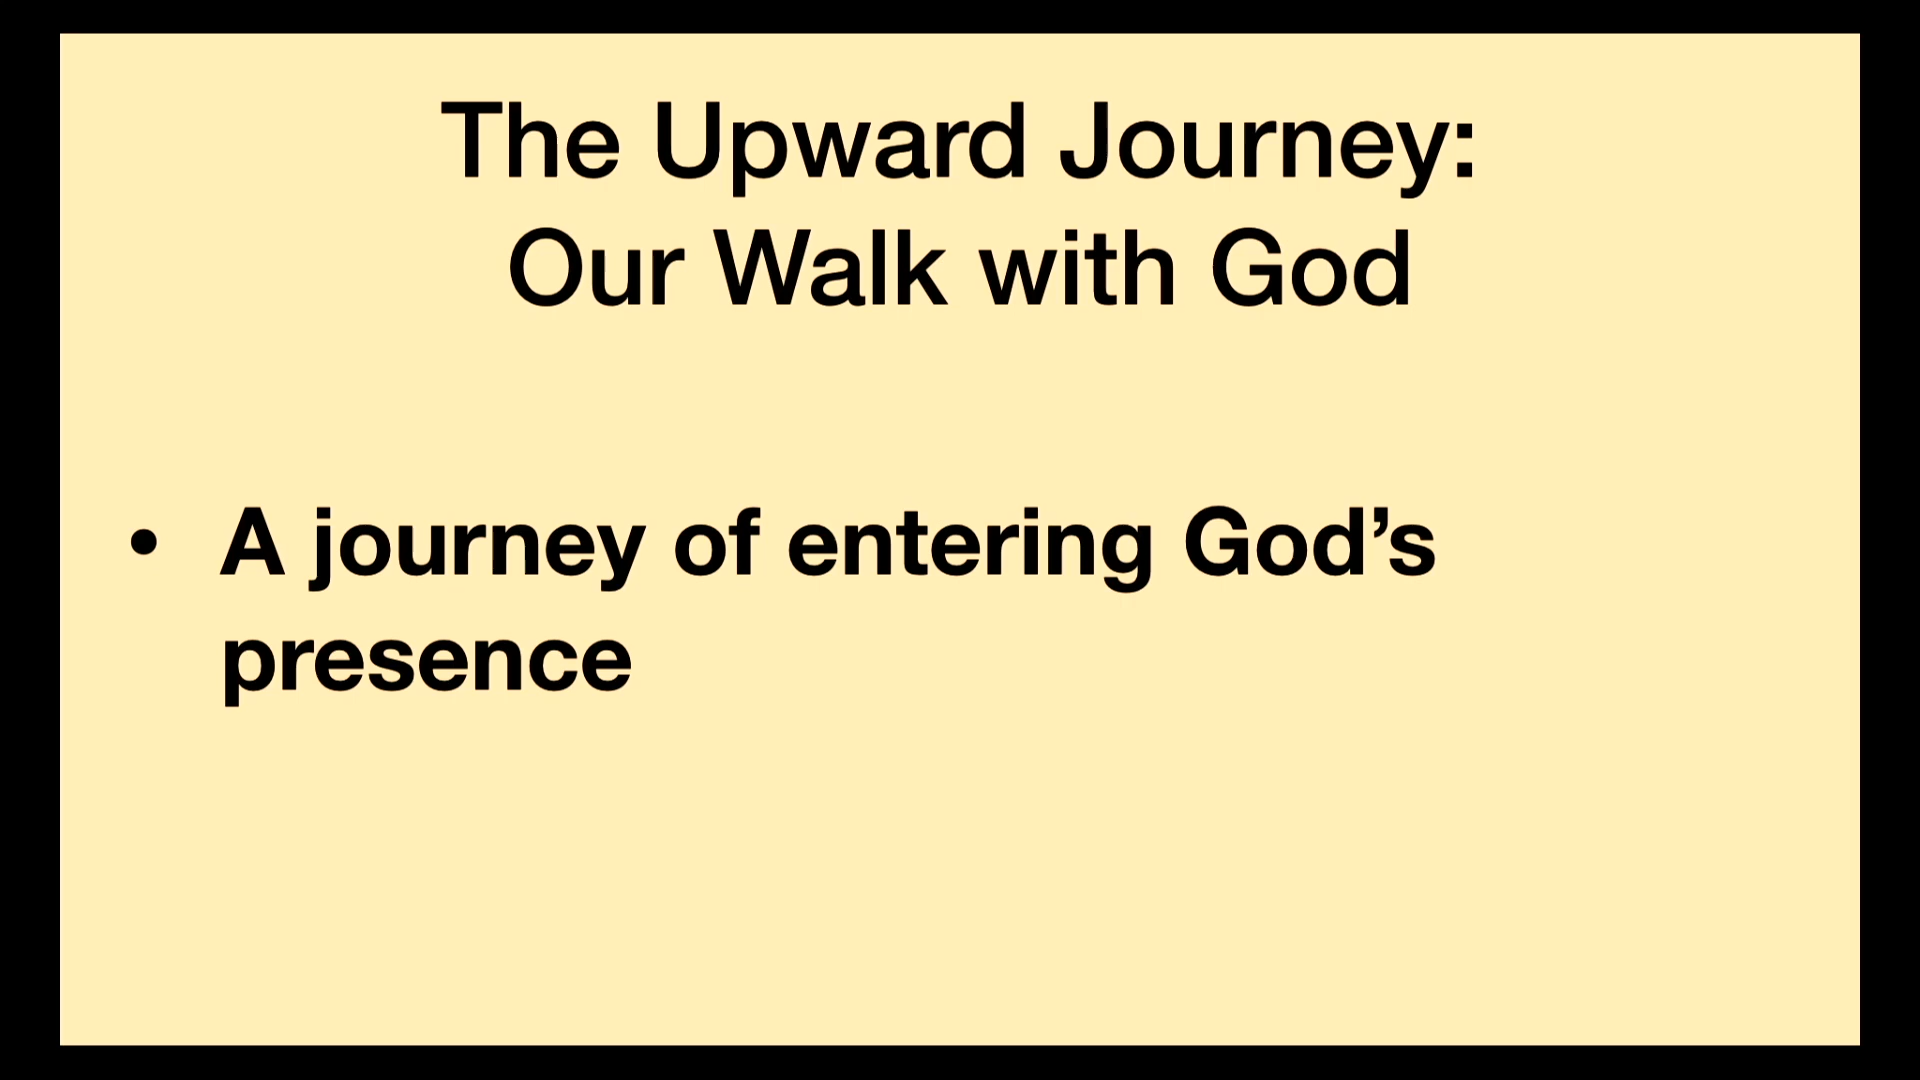 The Upward Journey:
Our Walk with God
• A journey of entering God’s
presence